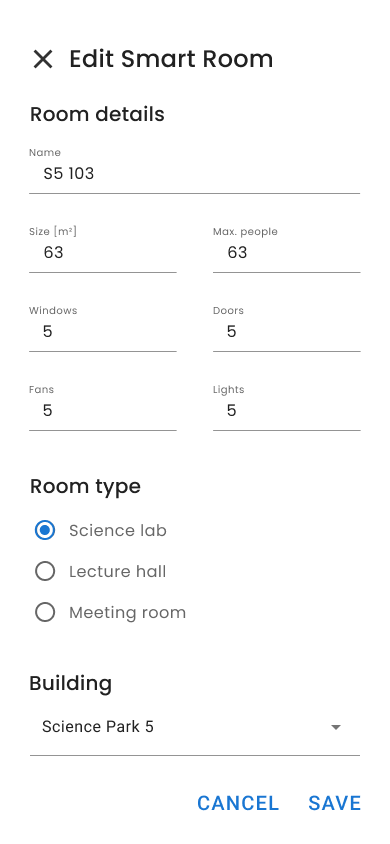 Edit Smart Room
Room details
Name
S5 103
Size [m²] Max. people
63 63
Windows Doors
5 5
Fans Lights
5 5
Room type
Science lab
Lecture hall
Meeting room
Building
Science Park 5
CANCEL SAVE